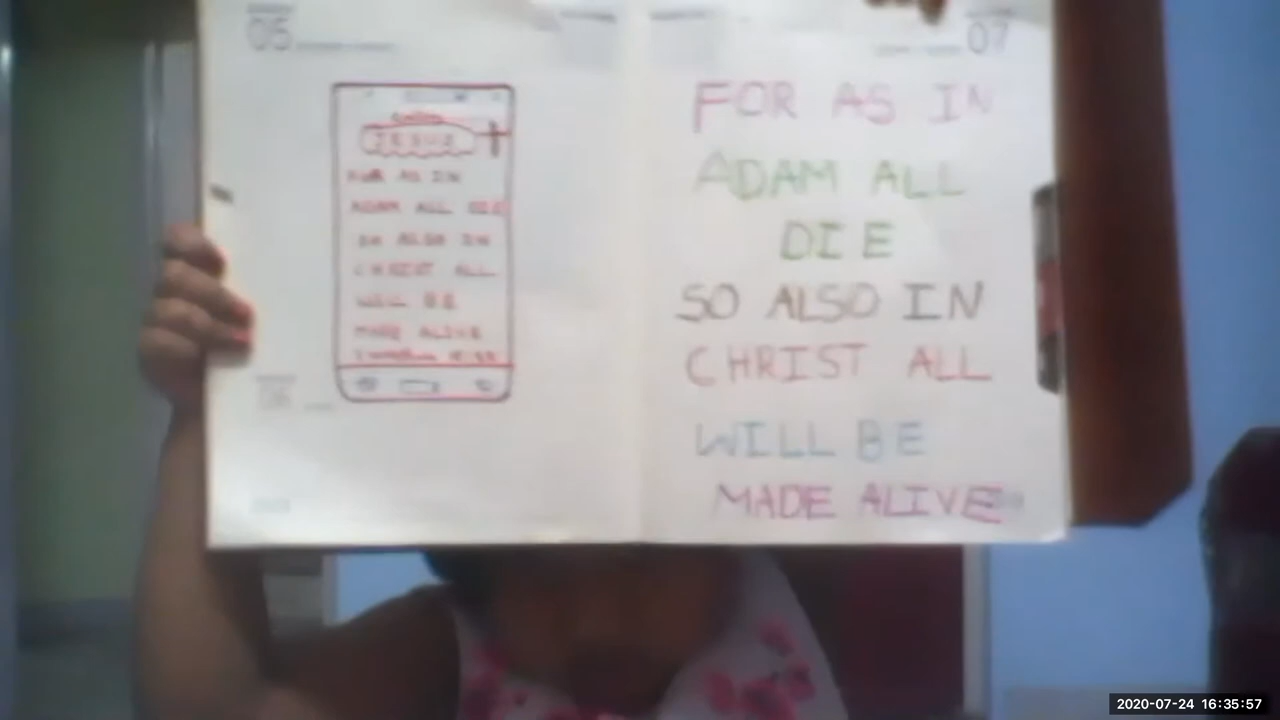 05
FOR AS IN
ADAM ALL DIE
SO ALSO IN
CHRIST ALL
WILL BE
MADE ALIVE
07
FOR AS IN
ADAM ALL
DIE
SO ALSO IN
CHRIST ALL
WILL BE
MADE ALIVE
2020-07-24 16:35:57